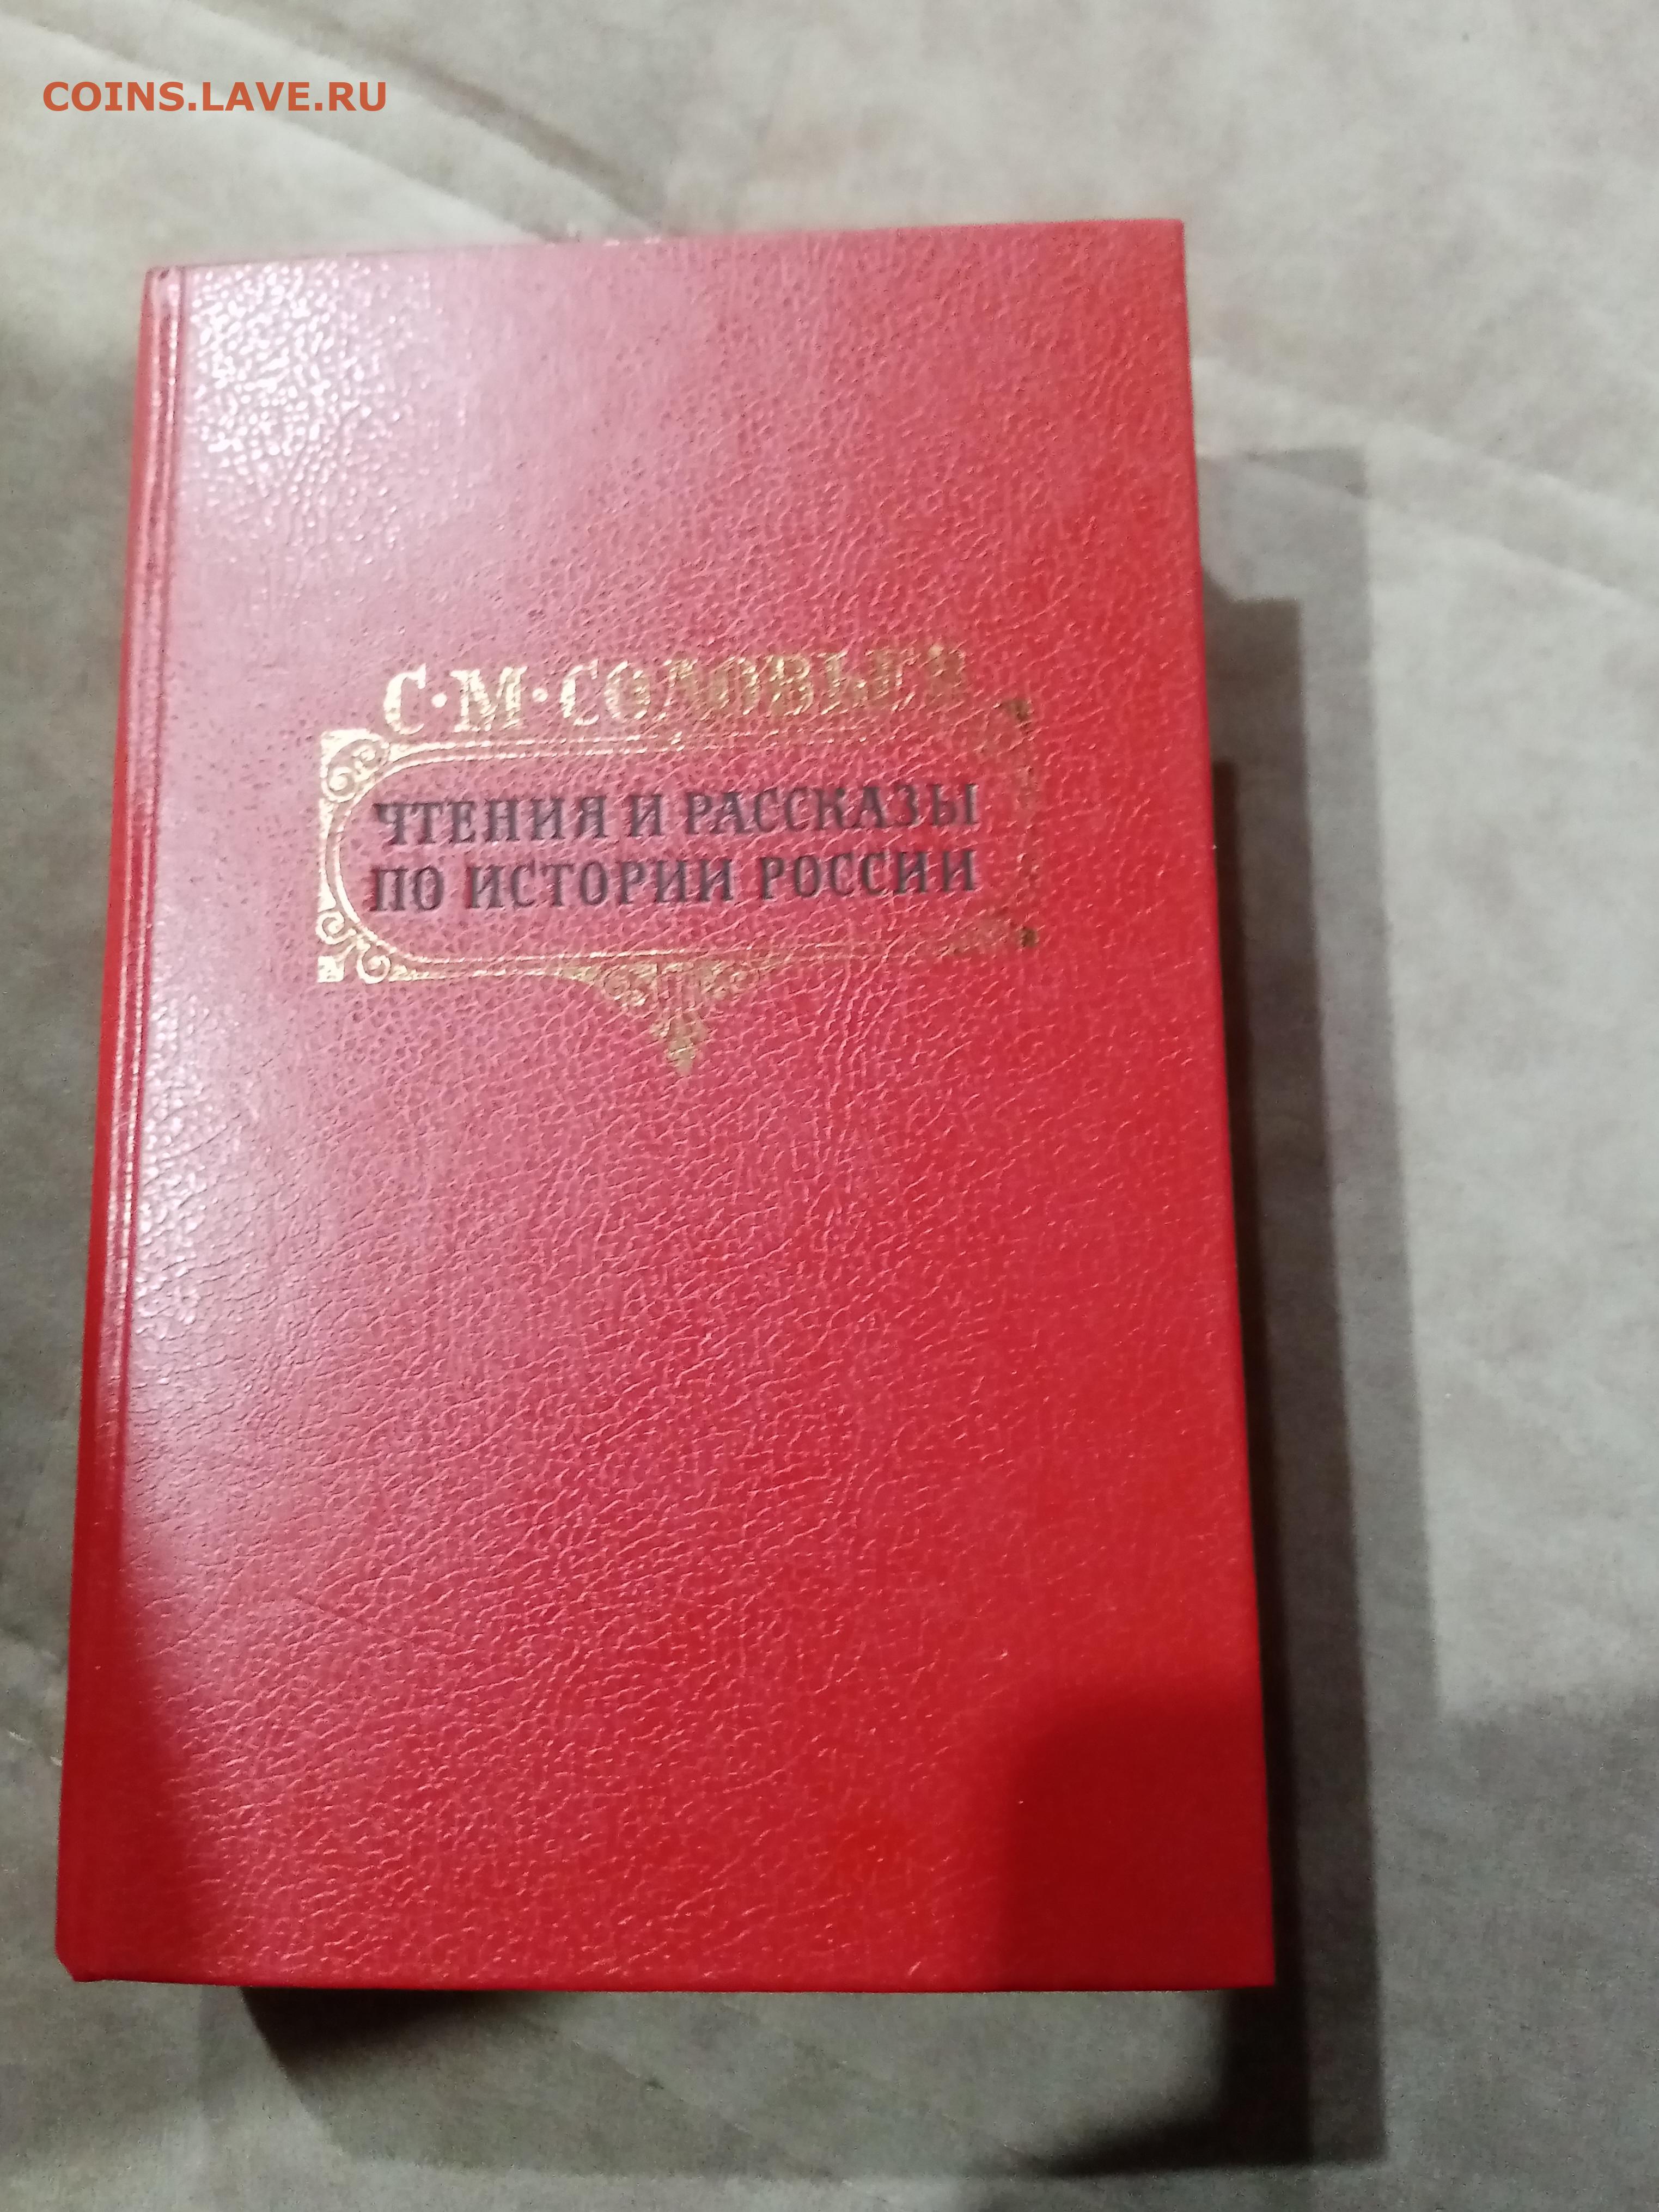 COINS.LAVE.RU
С·М·СОЛОВЬЕВ
ЧТЕНИЯ И РАССКАЗЫ
ПО ИСТОРИИ РОССИИ